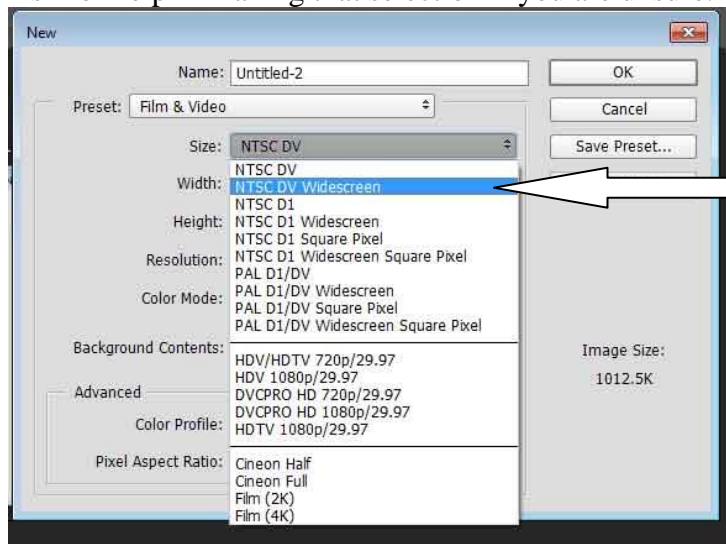 New
Name: Untitled-2
OK
Preset: Film & Video
Cancel
Size: NTSC DV
Save Preset...
NTSC DV
Width:
NTSC DV Widescreen
NTSC D1
Height:
NTSC D1 Widescreen
NTSC D1 Square Pixel
Resolution:
NTSC D1 Widescreen Square Pixel
PAL D1/DV
Color Mode:
PAL D1/DV Widescreen
PAL D1/DV Square Pixel
PAL D1/DV Widescreen Square Pixel
Background Contents:
Image Size:
HDV/HDTV 720p/29.97
HDV 1080p/29.97
1012.5K
Advanced
DVCPRO HD 720p/29.97
DVCPRO HD 1080p/29.97
Color Profile:
HDTV 1080p/29.97
Pixel Aspect Ratio:
Cineon Half
Cineon Full
Film (2K)
Film (4K)